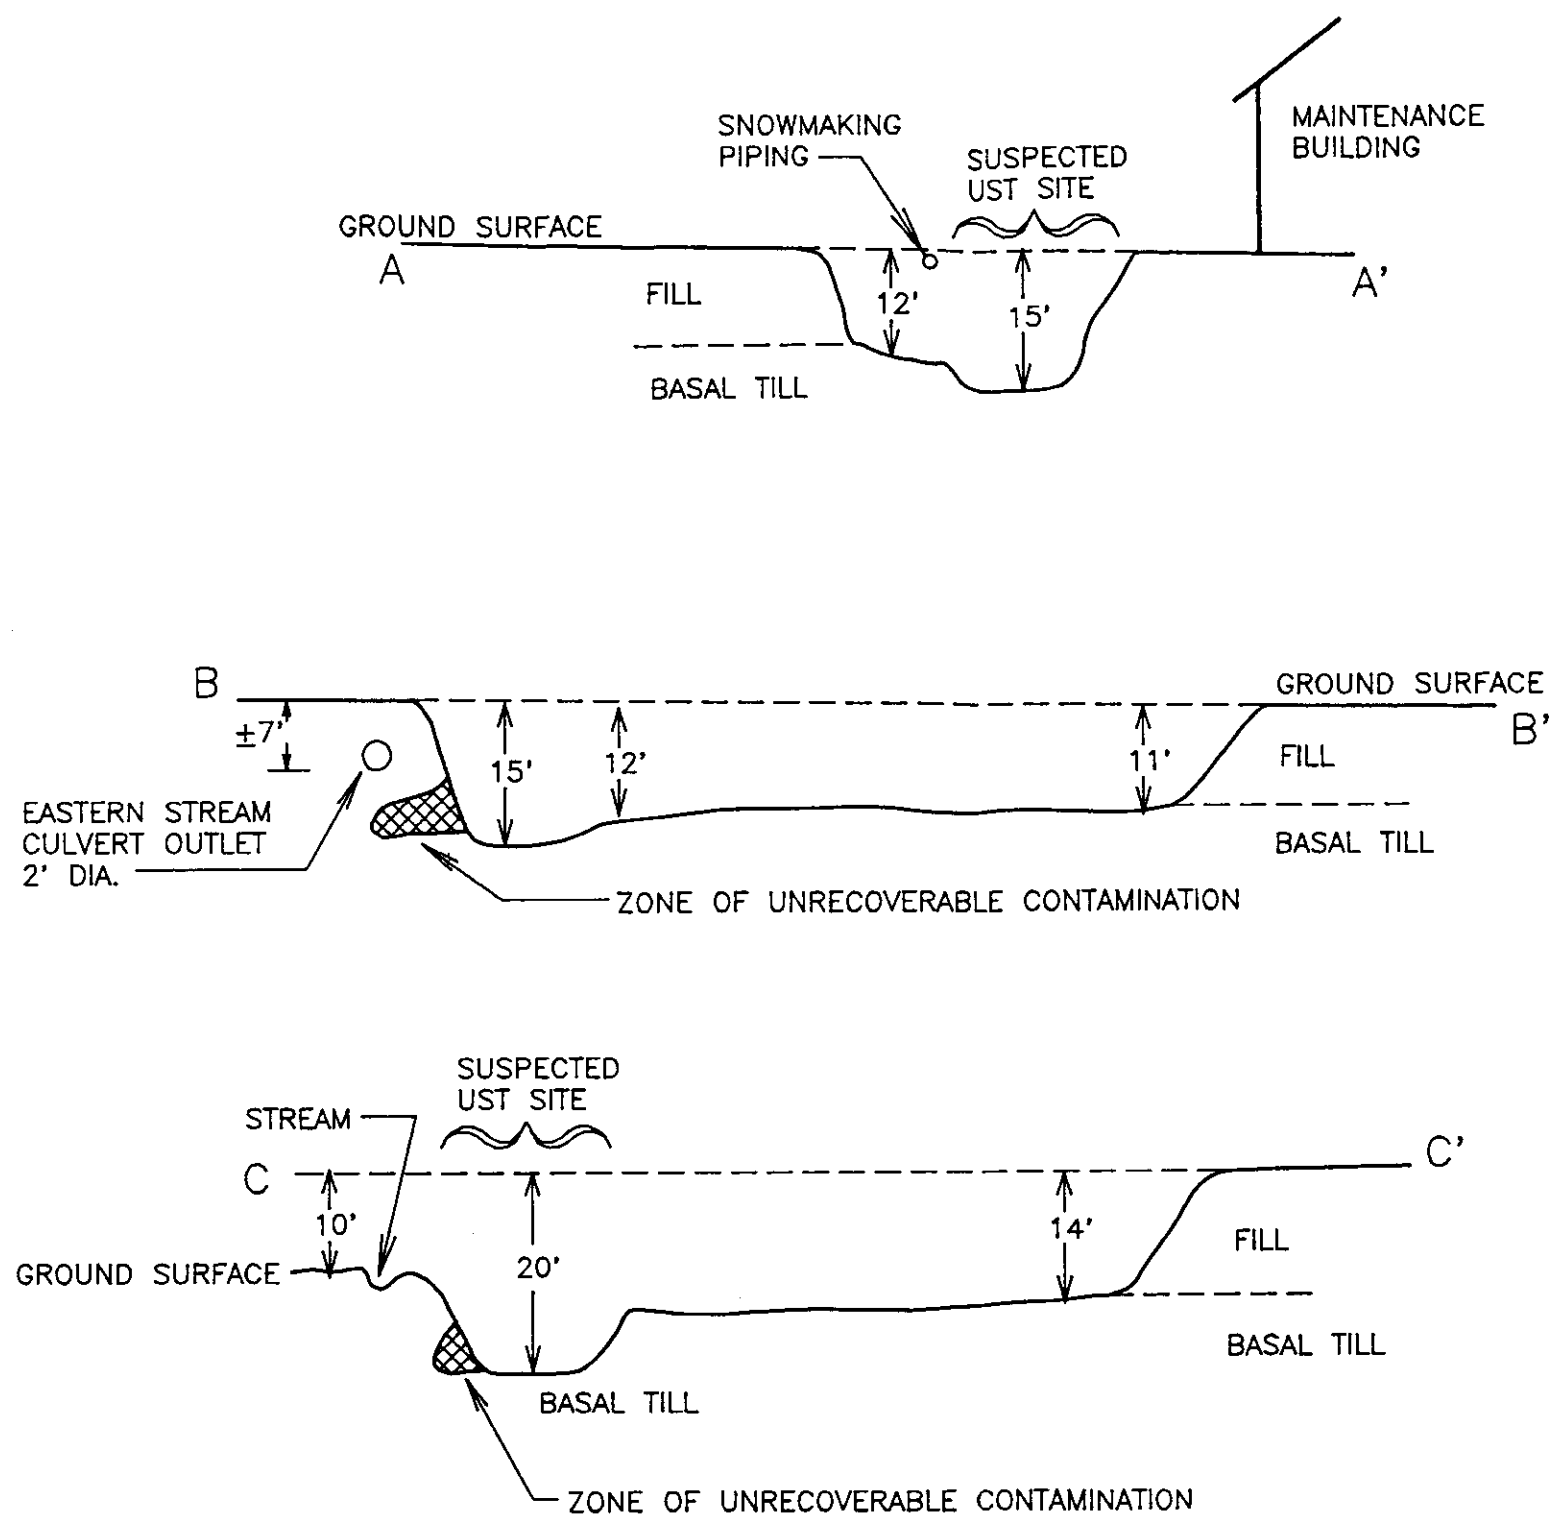 SNOWMAKING
PIPING
SUSPECTED
UST SITE
MAINTENANCE
BUILDING
GROUND SURFACE
A
A'
FILL
12'
15'
BASAL TILL
B
GROUND SURFACE
B'
±7'
15'
12'
11'
FILL
EASTERN STREAM
CULVERT OUTLET
2' DIA.
BASAL TILL
ZONE OF UNRECOVERABLE CONTAMINATION
SUSPECTED
UST SITE
STREAM
C
C'
10'
20'
14'
FILL
GROUND SURFACE
BASAL TILL
BASAL TILL
ZONE OF UNRECOVERABLE CONTAMINATION